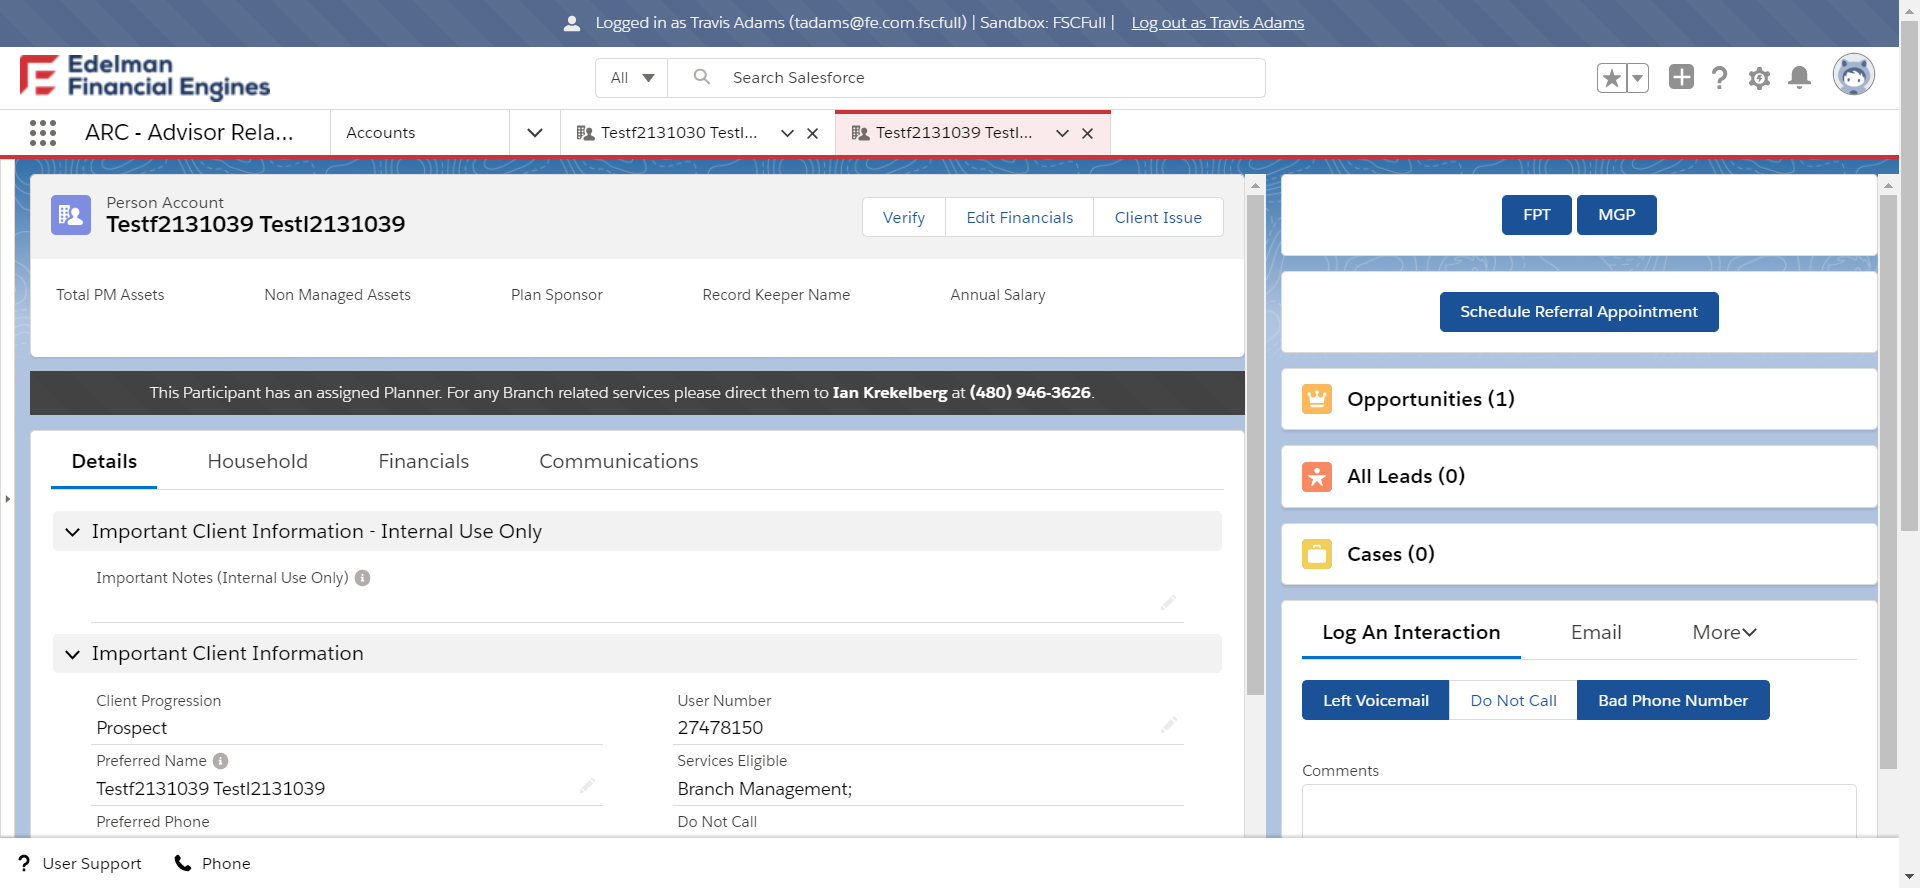 Logged in as Travis Adams (tadams@fe.com.fscfull) | Sandbox: FSCFull | Log out as Travis Adams
Edelman
Financial Engines
All
Search Salesforce
ARC - Advisor Rela...
Accounts
Testf2131030 Testl...
Testf2131039 Testl...
Person Account
Testf2131039 Testl2131039
Verify
Edit Financials
Client Issue
Total PM Assets
Non Managed Assets
Plan Sponsor
Record Keeper Name
Annual Salary
This Participant has an assigned Planner. For any Branch related services please direct them to Ian Krekelberg at (480) 946-3626.
Details
Household
Financials
Communications
Important Client Information - Internal Use Only
Important Notes (Internal Use Only)
Important Client Information
Client Progression
Prospect
User Number
27478150
Preferred Name
Testf2131039 Testl2131039
Services Eligible
Branch Management;
Preferred Phone
Do Not Call
FPT
MGP
Schedule Referral Appointment
Opportunities (1)
All Leads (0)
Cases (0)
Log An Interaction
Email
More
Left Voicemail
Do Not Call
Bad Phone Number
Comments
User Support
Phone